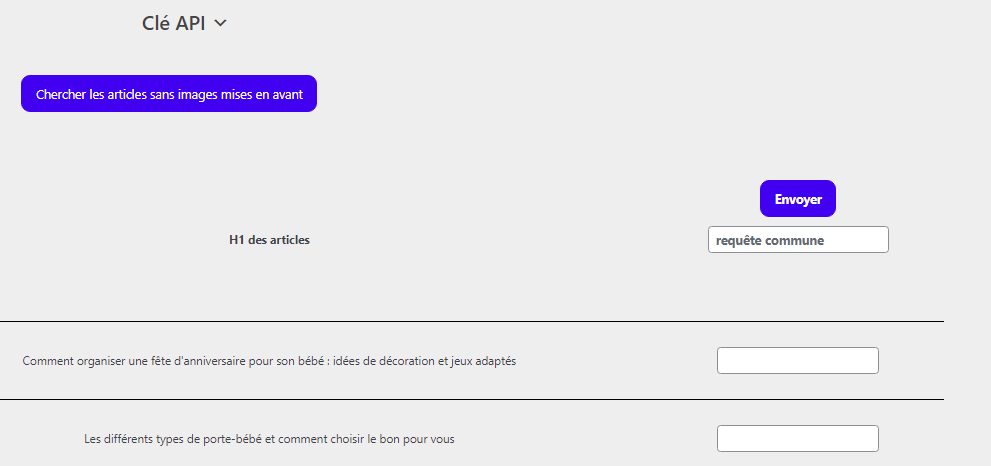 Clé API
Chercher les articles sans images mises en avant
Envoyer
H1 des articles
requête commune
Comment organiser une fête d'anniversaire pour son bébé : idées de décoration et jeux adaptés
Les différents types de porte-bébé et comment choisir le bon pour vous